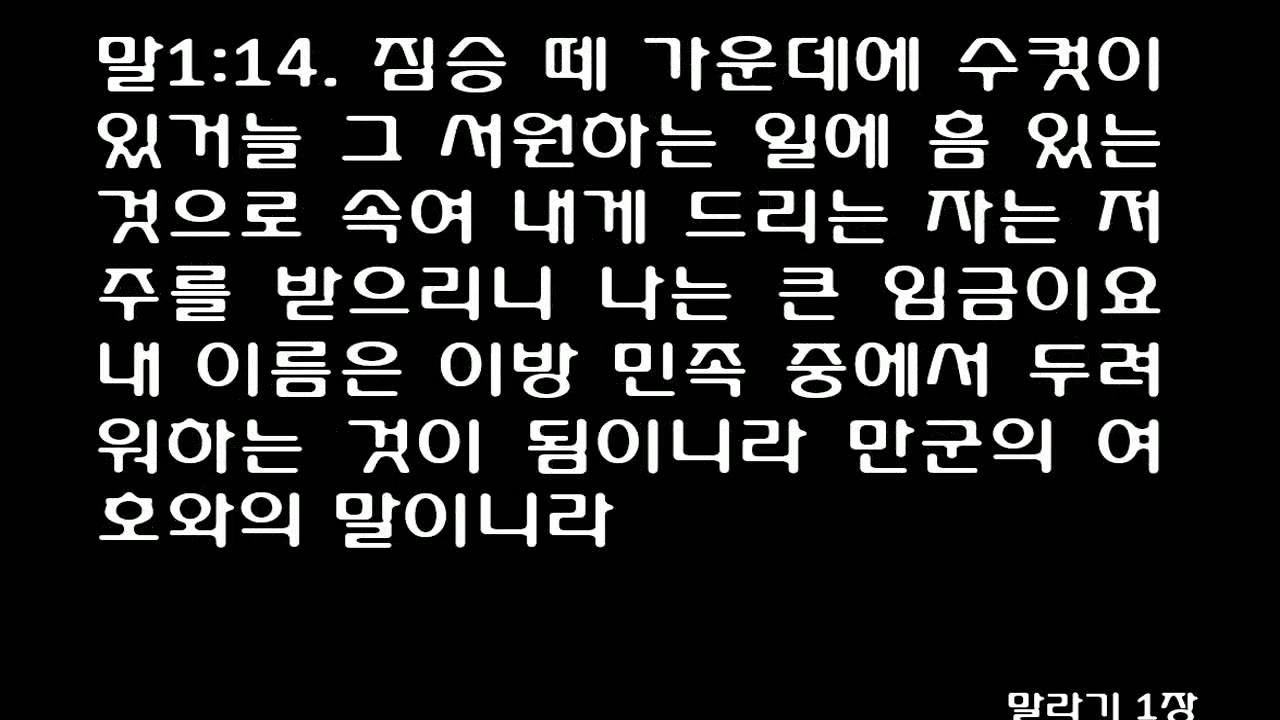 말1:14. 짐승 떼 가운데에 수컷이
있거늘 그 서원하는 일에 흠 있는
것으로 속여 내게 드리는 자는 저
주를 받으리니 나는 큰 임금이요
내 이름은 이방 민족 중에서 두려
워하는 것이 됨이니라 만군의 여
호와의 말이니라
말라기 1장